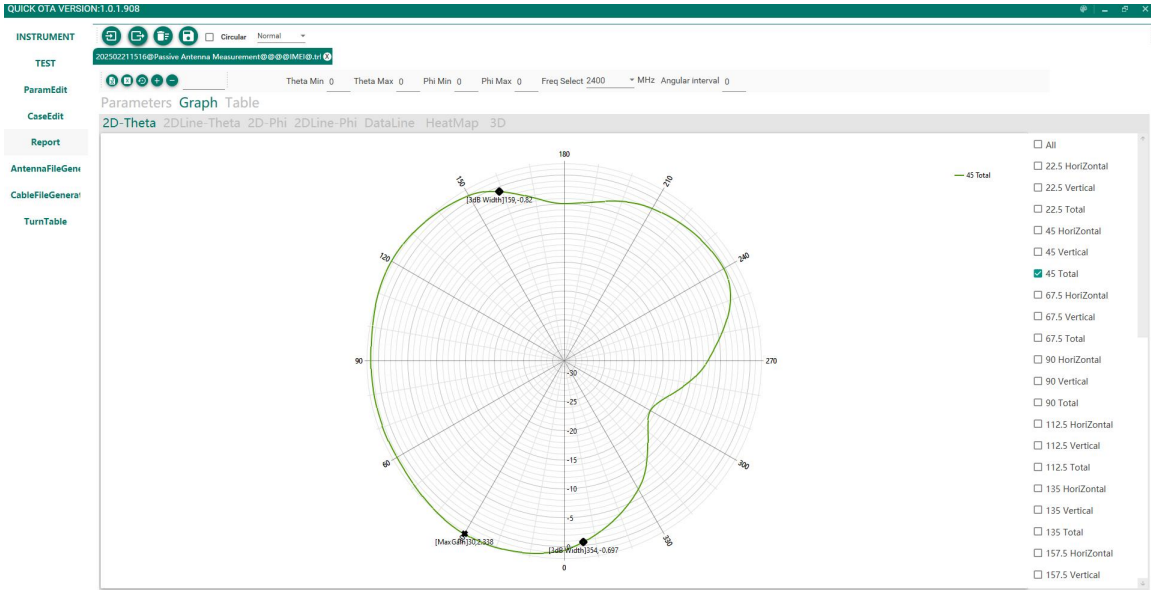 QUICK OTA VERSION:1.0.1.908
INSTRUMENT
TEST
ParamEdit
CaseEdit
Report
AntennaFileGene
CableFileGenerat
TurnTable
Circular Normal
202502211516@Passive Antenna Measurement@@@@IMEI@.trl
Theta Min 0 Theta Max 0 Phi Min 0 Phi Max 0 Freq Select 2400 MHz Angular interval 0
Parameters Graph Table
2D-Theta 2DLine-Theta 2D-Phi 2DLine-Phi DataLine HeatMap 3D
180
150
210
[3dB Width]159,-0.82
120
240
90
270
-30
-25
-20
60
-15
300
-10
-5
[MaxGain]30,2.338
330
0
[3dB Width]354,-0.697
0
45 Total
All
22.5 HoriZontal
22.5 Vertical
22.5 Total
45 HoriZontal
45 Vertical
45 Total
67.5 HoriZontal
67.5 Vertical
67.5 Total
90 HoriZontal
90 Vertical
90 Total
112.5 HoriZontal
112.5 Vertical
112.5 Total
135 HoriZontal
135 Vertical
135 Total
157.5 HoriZontal
157.5 Vertical